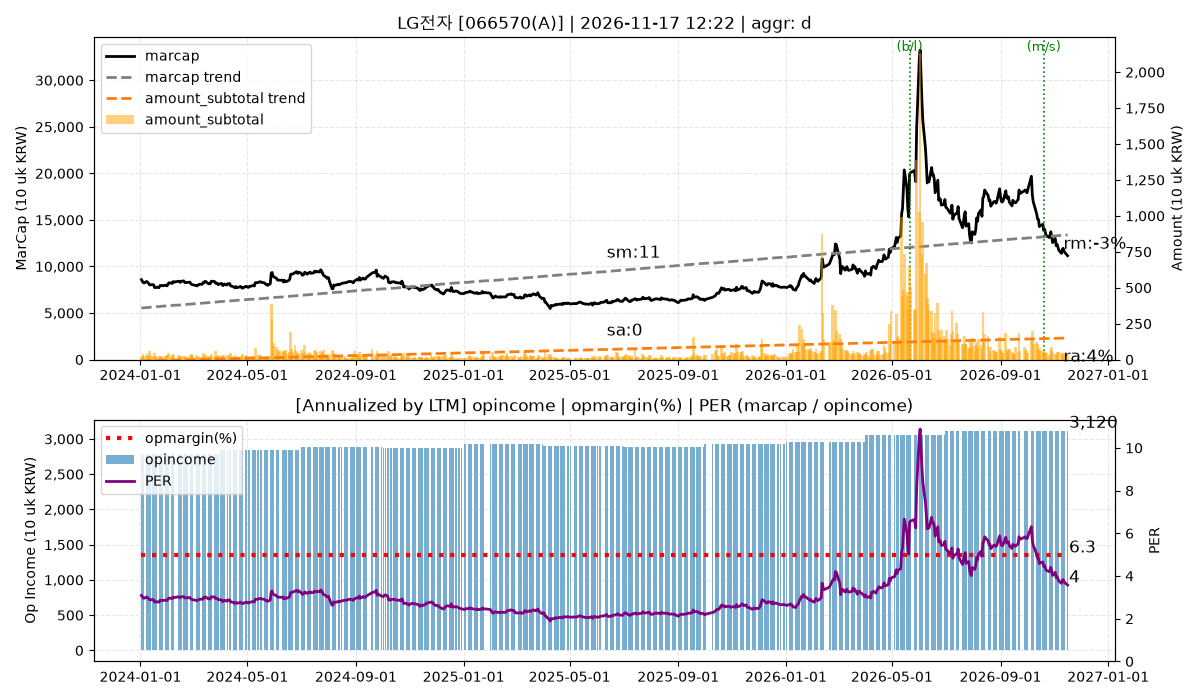 LG전자 [066570(A)] | 2026-11-17 12:22 | aggr: d
(b/l)
(m/s)
marcap
marcap trend
amount_subtotal trend
amount_subtotal
MarCap (10 uk KRW)
30,000
25,000
20,000
15,000
10,000
5,000
0
Amount (10 uk KRW)
2,000
1,750
1,500
1,250
1,000
750
500
250
0
sm:11
sa:0
rm:-3%
ra:4%
2024-01-01
2024-05-01
2024-09-01
2025-01-01
2025-05-01
2025-09-01
2026-01-01
2026-05-01
2026-09-01
2027-01-01
[Annualized by LTM] opincome | opmargin(%) | PER (marcap / opincome)
opmargin(%)
opincome
PER
Op Income (10 uk KRW)
3,000
2,500
2,000
1,500
1,000
500
0
PER
10
8
6
4
2
0
3,120
6.3
4
2024-01-01
2024-05-01
2024-09-01
2025-01-01
2025-05-01
2025-09-01
2026-01-01
2026-05-01
2026-09-01
2027-01-01